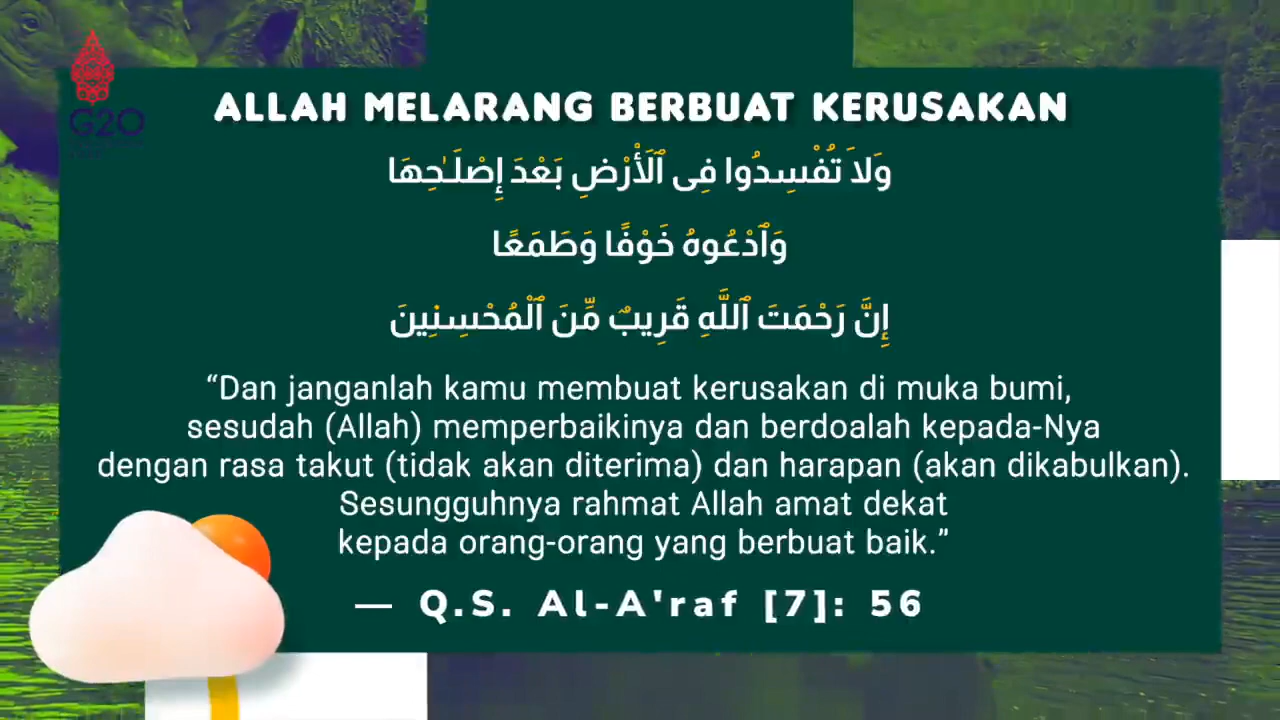 G20
ALLAH MELARANG BERBUAT KERUSAKAN
وَلاَ تُفْسِدُوا فِى ٱلَأَرْضِ بَعْدَ إِصْلَـٰحِهَا
وَٱدْعُوهُ خَوْفًا وَطَمَعًا
إِنَّ رَحْمَتَ ٱللَّهِ قَرِيبٌ مِّنَ ٱلْمُحْسِنِينَ
“Dan janganlah kamu membuat kerusakan di muka bumi,
sesudah (Allah) memperbaikinya dan berdoalah kepada-Nya
dengan rasa takut (tidak akan diterima) dan harapan (akan dikabulkan).
Sesungguhnya rahmat Allah amat dekat
kepada orang-orang yang berbuat baik.”
— Q.S. Al-A'raf [7]: 56